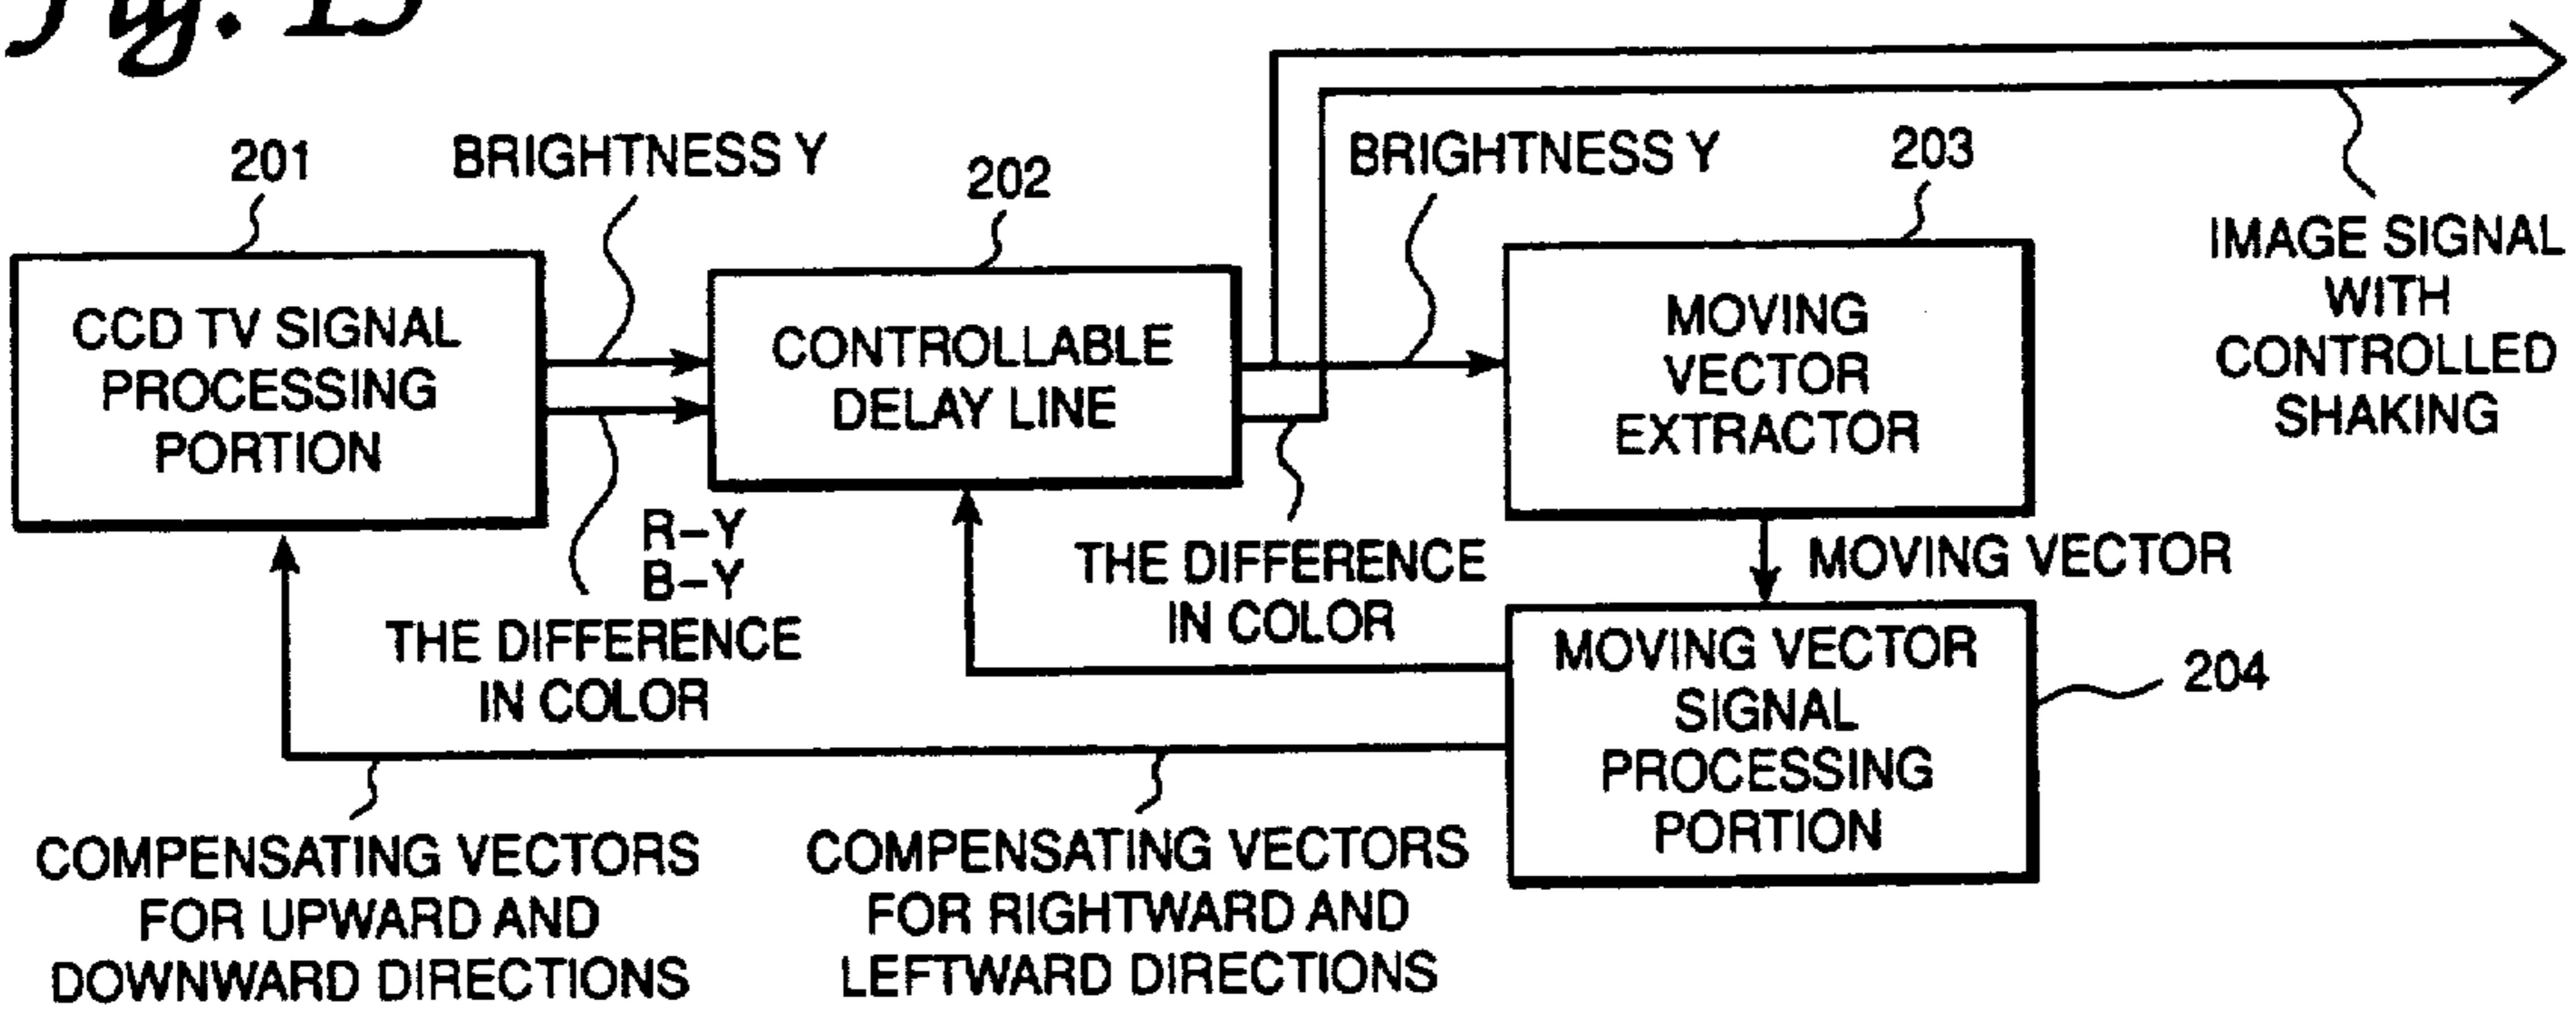 Fig. 15
201
BRIGHTNESS Y
202
BRIGHTNESS Y
203
IMAGE SIGNAL
WITH
CONTROLLED
SHAKING
CCD TV SIGNAL
PROCESSING
PORTION
CONTROLLABLE
DELAY LINE
MOVING
VECTOR
EXTRACTOR
R-Y
B-Y
THE DIFFERENCE
IN COLOR
THE DIFFERENCE
IN COLOR
MOVING VECTOR
MOVING VECTOR
SIGNAL
PROCESSING
PORTION
204
COMPENSATING VECTORS
FOR UPWARD AND
DOWNWARD DIRECTIONS
COMPENSATING VECTORS
FOR RIGHTWARD AND
LEFTWARD DIRECTIONS